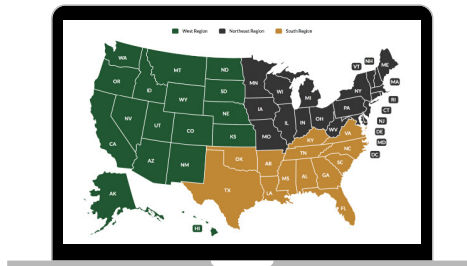 West Region Northeast Region South Region
WA
MT
ND
MN
OR
ID
SD
WI
MI
NY
VT
NH
ME
MA
WY
RI
NE
IA
PA
CT
NV
UT
CO
IL
IN
OH
NJ
DE
KS
MO
WV
VA
MD
CA
KY
DC
AZ
NM
OK
AR
TN
NC
SC
MS
AL
GA
TX
LA
FL
AK
HI